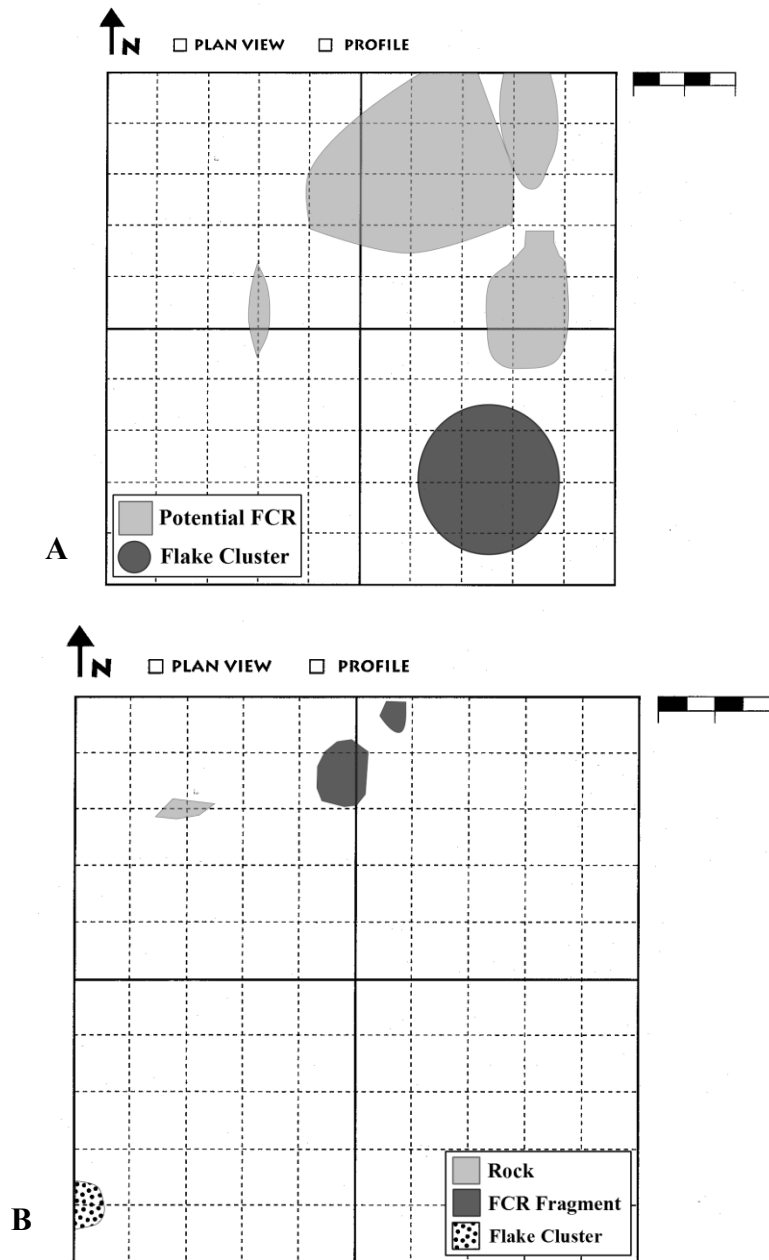 N □ PLAN VIEW □ PROFILE
Potential FCR
Flake Cluster
A
N □ PLAN VIEW □ PROFILE
Rock
FCR Fragment
Flake Cluster
B